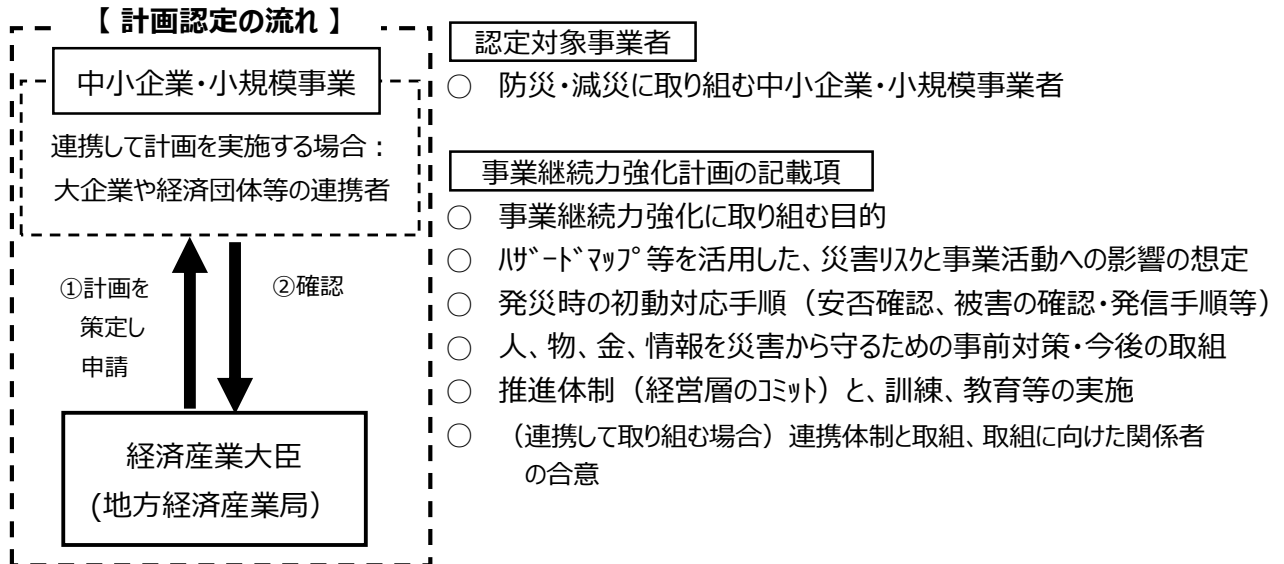 【 計画認定の流れ 】
中小企業・小規模事業
連携して計画を実施する場合：
大企業や経済団体等の連携者
①計画を
策定し
申請
②確認
経済産業大臣
(地方経済産業局）
認定対象事業者
○ 防災・減災に取り組む中小企業・小規模事業者
事業継続力強化計画の記載項
○ 事業継続力強化に取り組む目的
○ ﾊｻﾞｰﾄﾞﾏｯﾌﾟ等を活用した、災害ﾘｽｸと事業活動への影響の想定
○ 発災時の初動対応手順（安否確認、被害の確認・発信手順等）
○ 人、物、金、情報を災害から守るための事前対策・今後の取組
○ 推進体制（経営層のｺﾐｯﾄ）と、訓練、教育等の実施
○ （連携して取り組む場合）連携体制と取組、取組に向けた関係者
の合意